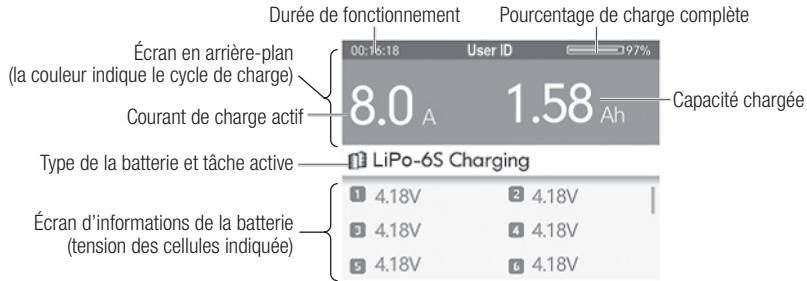 Durée de fonctionnement
Pourcentage de charge complète
Écran en arrière-plan
(la couleur indique le cycle de charge)
00:16:18 User ID 97%
8.0 A 1.58 Ah
Courant de charge actif
Capacité chargée
Type de la batterie et tâche active
LiPo-6S Charging
Écran d’informations de la batterie
(tension des cellules indiquée)
1 4.18V 2 4.18V
3 4.18V 4 4.18V
5 4.18V 6 4.18V